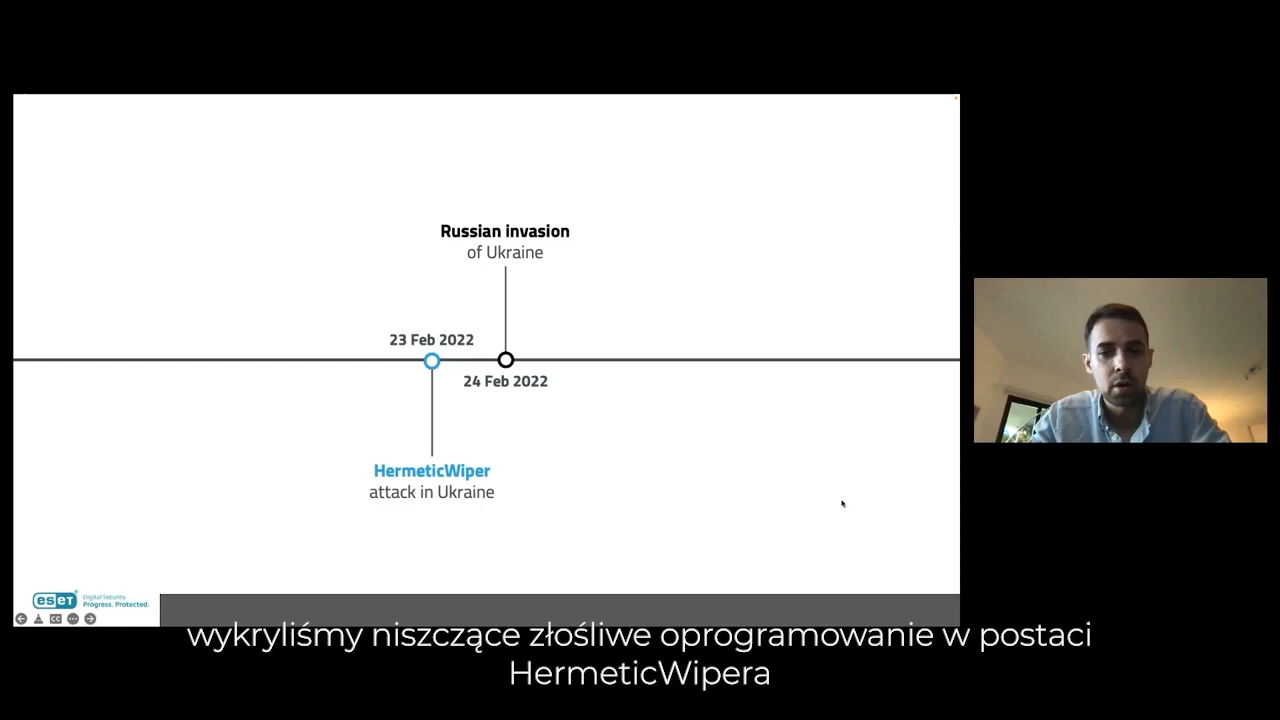 Russian invasion
of Ukraine
23 Feb 2022
24 Feb 2022
HermeticWiper
attack in Ukraine
eset
Digital Security
Progress. Protected.
CC
wykryliśmy niszczące złośliwe oprogramowanie w postaci
HermeticWipera